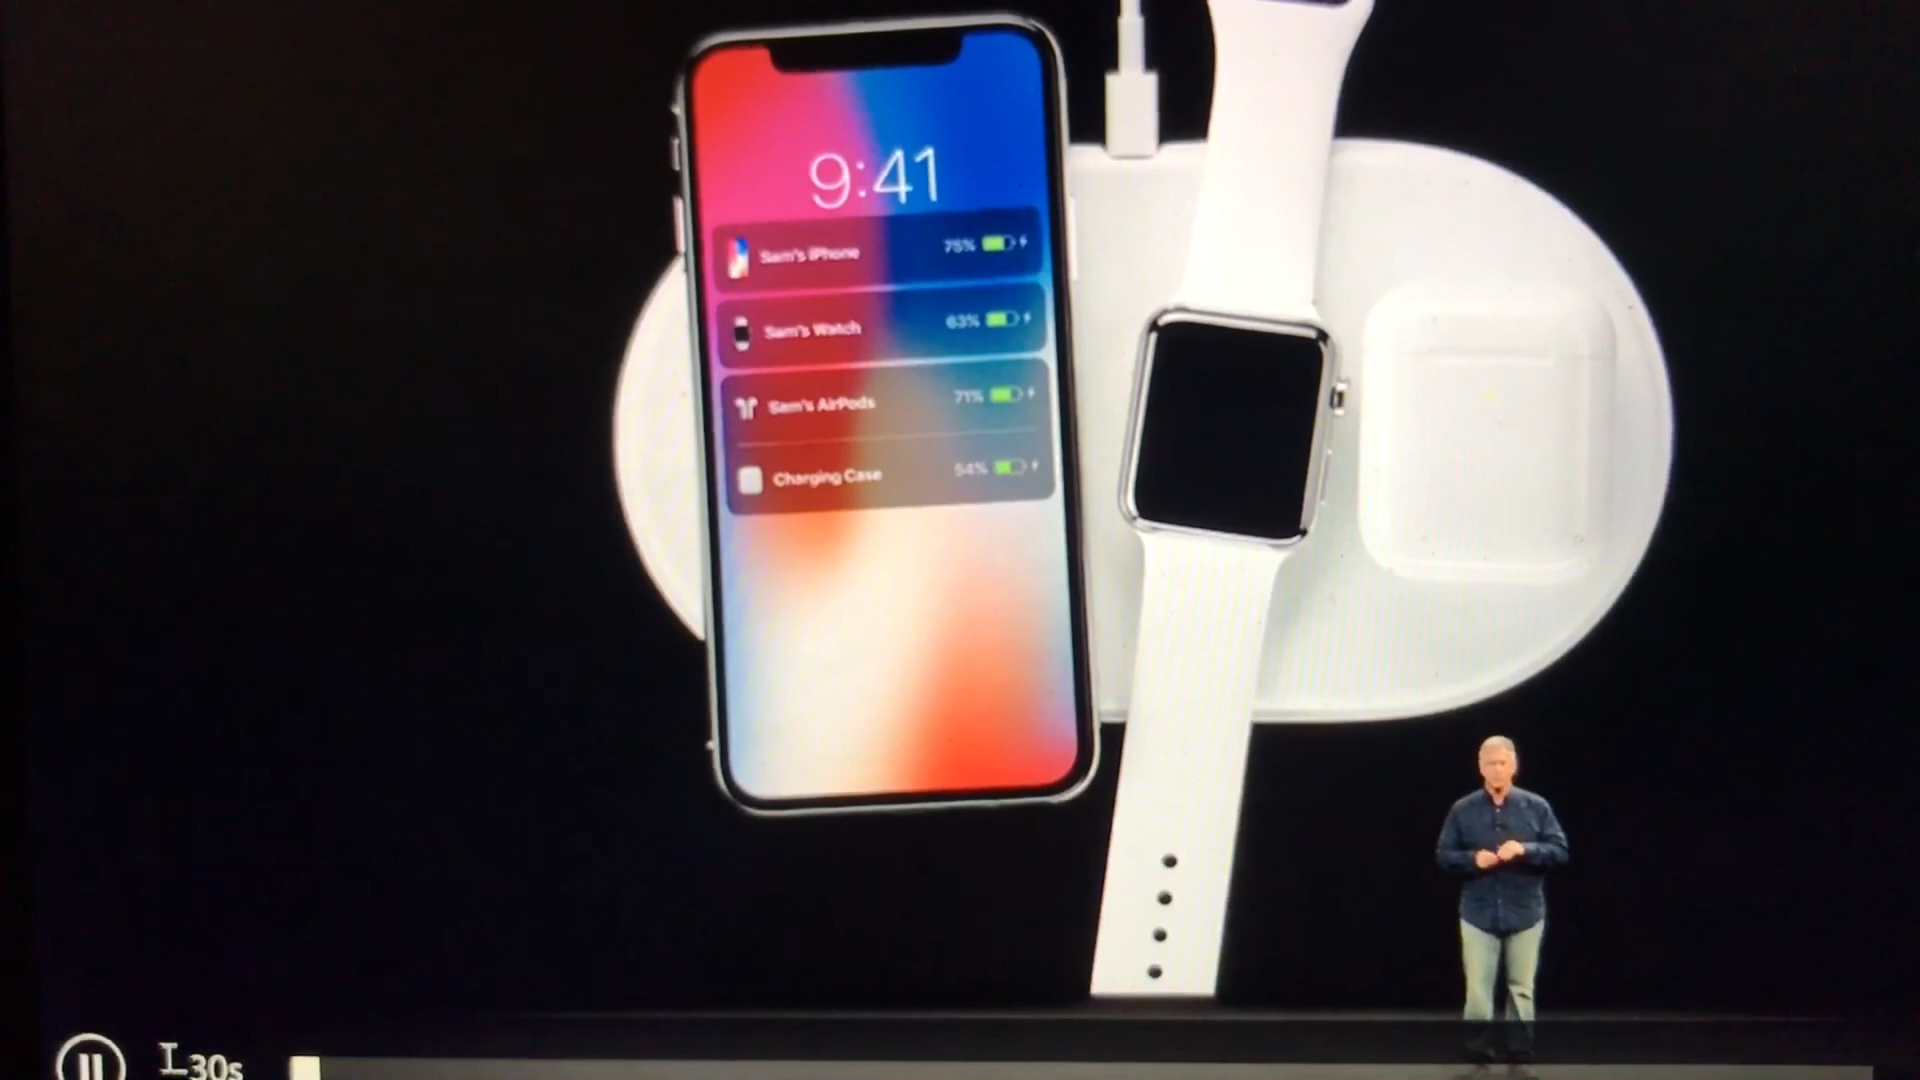 9:41
Sam's iPhone 75%
Sam's Watch 63%
Sam's AirPods 71%
Charging Case 54%
30s